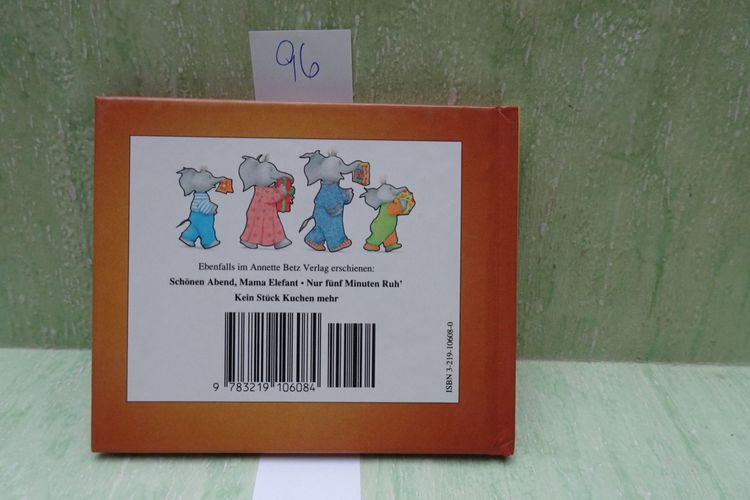 96
Ebenfalls im Annette Betz Verlag erschienen:
Schönen Abend, Mama Elefant • Nur fünf Minuten Ruh'
Kein Stück Kuchen mehr
9 783219 106084
ISBN 3-219-10608-0